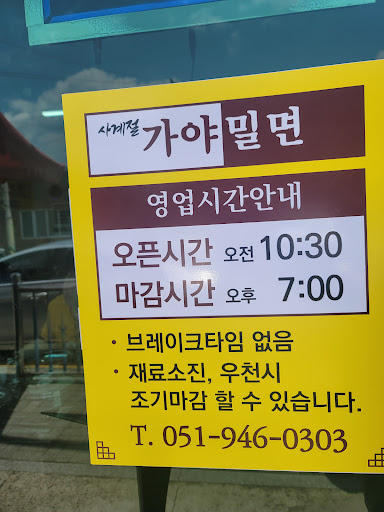 사계절 가야밀면
영업시간안내
오픈시간 오전 10:30
마감시간 오후 7:00
· 브레이크타임 없음
· 재료소진, 우천시
조기마감 할 수 있습니다.
T. 051-946-0303